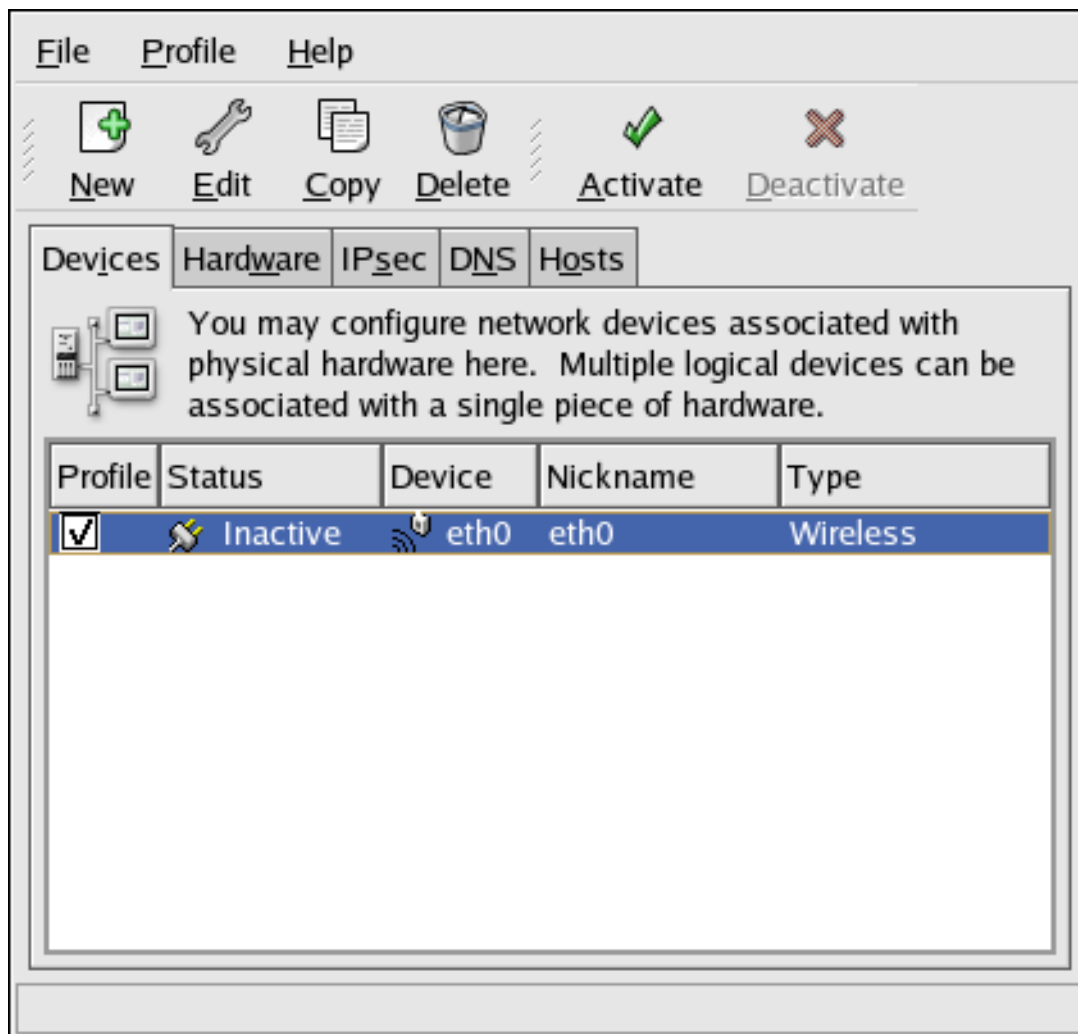 File Profile Help
New Edit Copy Delete Activate Deactivate
Devices Hardware IPsec DNS Hosts
You may configure network devices associated with
physical hardware here.  Multiple logical devices can be
associated with a single piece of hardware.
Profile Status Device Nickname Type
Inactive eth0 eth0 Wireless